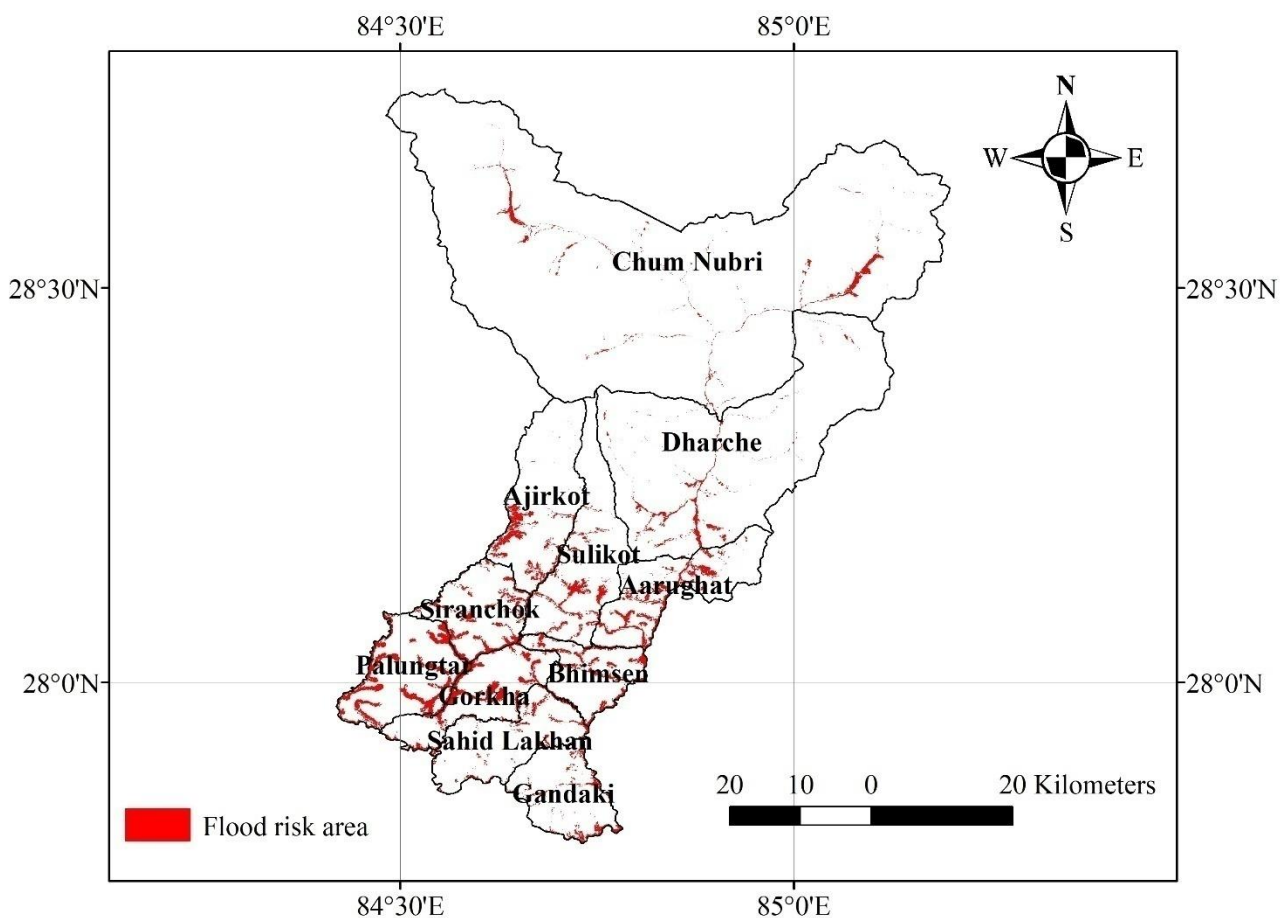 84°30'E 85°0'E
N
W E
S
28°30'N 28°30'N
Chum Nubri
Dharche
Ajirkot
Sulikot
Aarughat
Siranchok
Palungtar
Bhimsen
28°0'N 28°0'N
Gorkha
Sahid Lakhan
Gandaki
20 10 0 20 Kilometers
Flood risk area
84°30'E 85°0'E